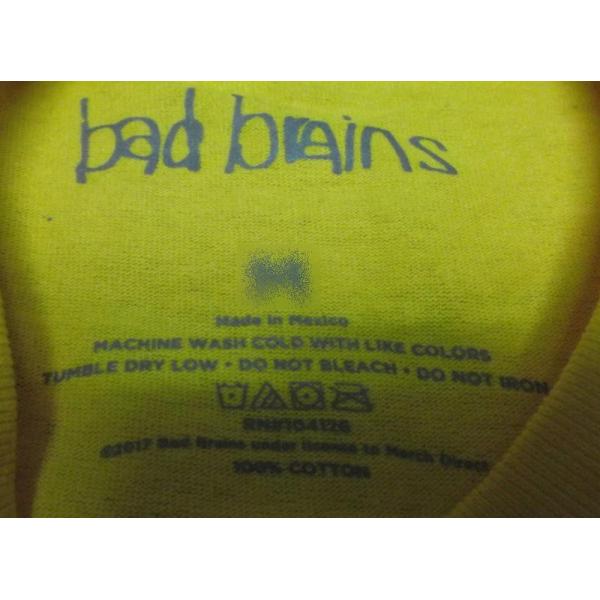 bad brains
Made in Mexico
MACHINE WASH COLD WITH LIKE COLORS
TUMBLE DRY LOW • DO NOT BLEACH • DO NOT IRON
RN#104126
©2017 Bad Brains under license to Merch Direct
100% COTTON